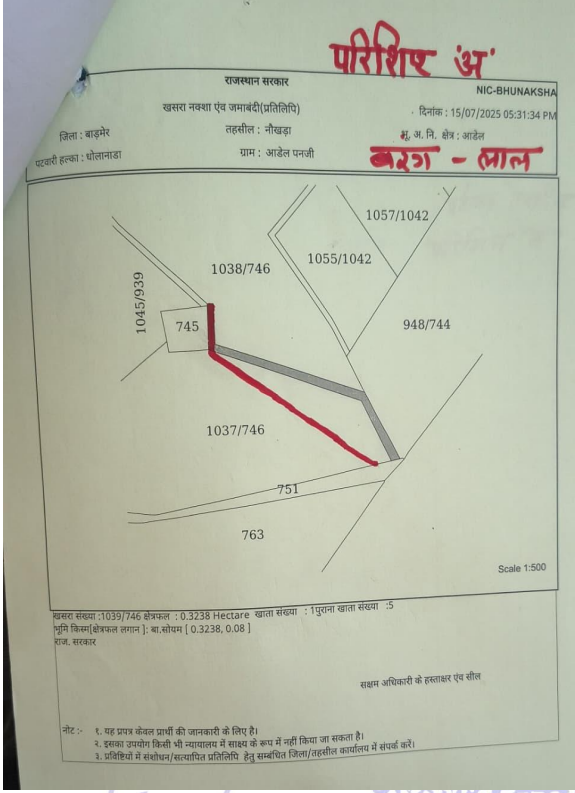 परिशिष्ट 'अ'
राजस्थान सरकार
NIC-BHUNAKSHA
खसरा नक्शा एंव जमाबंदी(प्रतिलिपि)
दिनांक : 15/07/2025 05:31:34 PM
जिला : बाड़मेर
तहसील : नौखड़ा
भू. अ. नि. क्षेत्र : आडेल
पटवारी हल्का : धोलानाडा
ग्राम : आडेल पनजी
बरंग - लाल
1057/1042
1055/1042
1038/746
1045/939
745
948/744
1037/746
751
763
Scale 1:500
खसरा संख्या :1039/746 क्षेत्रफल : 0.3238 Hectare खाता संख्या : 1पुराना खाता संख्या :5
भूमि किस्म[क्षेत्रफल लगान ]: बा.सोयम [ 0.3238, 0.08 ]
राज. सरकार
सक्षम अधिकारी के हस्ताक्षर एंव सील
नोट :- १. यह प्रपत्र केवल प्रार्थी की जानकारी के लिए है।
२. इसका उपयोग किसी भी न्यायालय में साक्ष्य के रूप में नहीं किया जा सकता है।
३. प्रविष्टियों में संशोधन/सत्यापित प्रतिलिपि हेतु सम्बंधित जिला/तहसील कार्यालय में संपर्क करें।